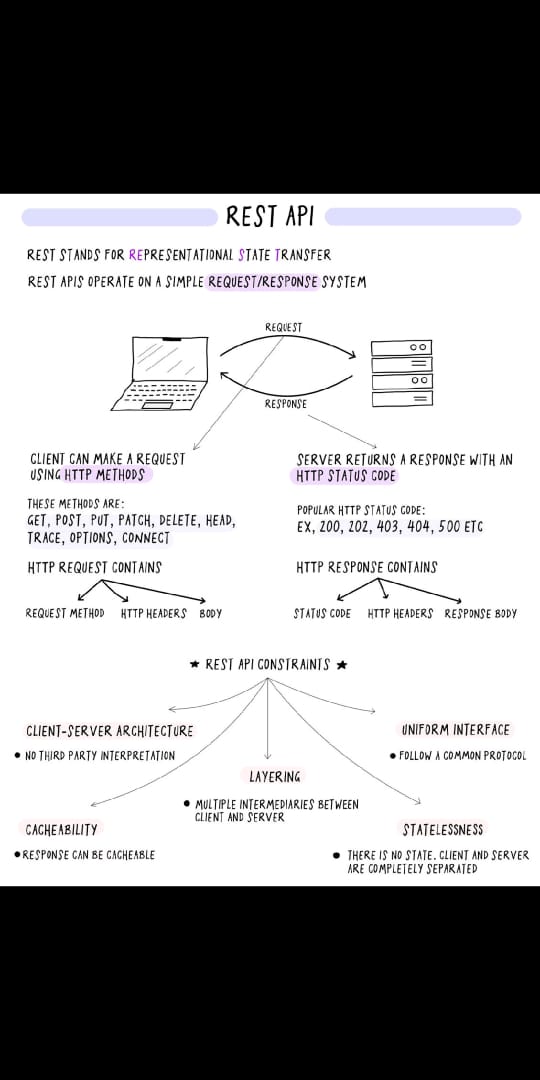 REST API
REST STANDS FOR REPRESENTATIONAL STATE TRANSFER
REST APIS OPERATE ON A SIMPLE REQUEST/RESPONSE SYSTEM
REQUEST
RESPONSE
CLIENT CAN MAKE A REQUEST
USING HTTP METHODS
THESE METHODS ARE:
GET, POST, PUT, PATCH, DELETE, HEAD,
TRACE, OPTIONS, CONNECT
HTTP REQUEST CONTAINS
REQUEST METHOD HTTP HEADERS BODY
SERVER RETURNS A RESPONSE WITH AN
HTTP STATUS CODE
POPULAR HTTP STATUS CODE:
EX, 200, 202, 403, 404, 500 ETC
HTTP RESPONSE CONTAINS
STATUS CODE HTTP HEADERS RESPONSE BODY
★ REST API CONSTRAINTS ★
CLIENT-SERVER ARCHITECTURE
● NO THIRD PARTY INTERPRETATION
UNIFORM INTERFACE
● FOLLOW A COMMON PROTOCOL
LAYERING
● MULTIPLE INTERMEDIARIES BETWEEN
CLIENT AND SERVER
CACHEABILITY
● RESPONSE CAN BE CACHEABLE
STATELESSNESS
● THERE IS NO STATE. CLIENT AND SERVER
ARE COMPLETELY SEPARATED